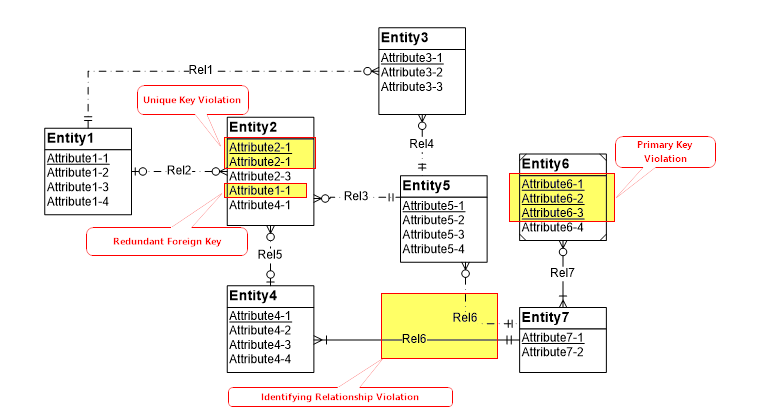 Entity3
Attribute3-1
Attribute3-2
Attribute3-3
Rel1
Unique Key Violation
Entity1
Attribute1-1
Attribute1-2
Attribute1-3
Attribute1-4
Rel2
Entity2
Attribute2-1
Attribute2-1
Attribute2-3
Attribute1-1
Attribute4-1
Rel4
Primary Key
Violation
Entity6
Attribute6-1
Attribute6-2
Attribute6-3
Attribute6-4
Rel3
Entity5
Attribute5-1
Attribute5-2
Attribute5-3
Attribute5-4
Redundant Foreign Key
Rel5
Rel7
Entity4
Attribute4-1
Attribute4-2
Attribute4-3
Attribute4-4
Rel6
Rel6
Entity7
Attribute7-1
Attribute7-2
Identifying Relationship Violation